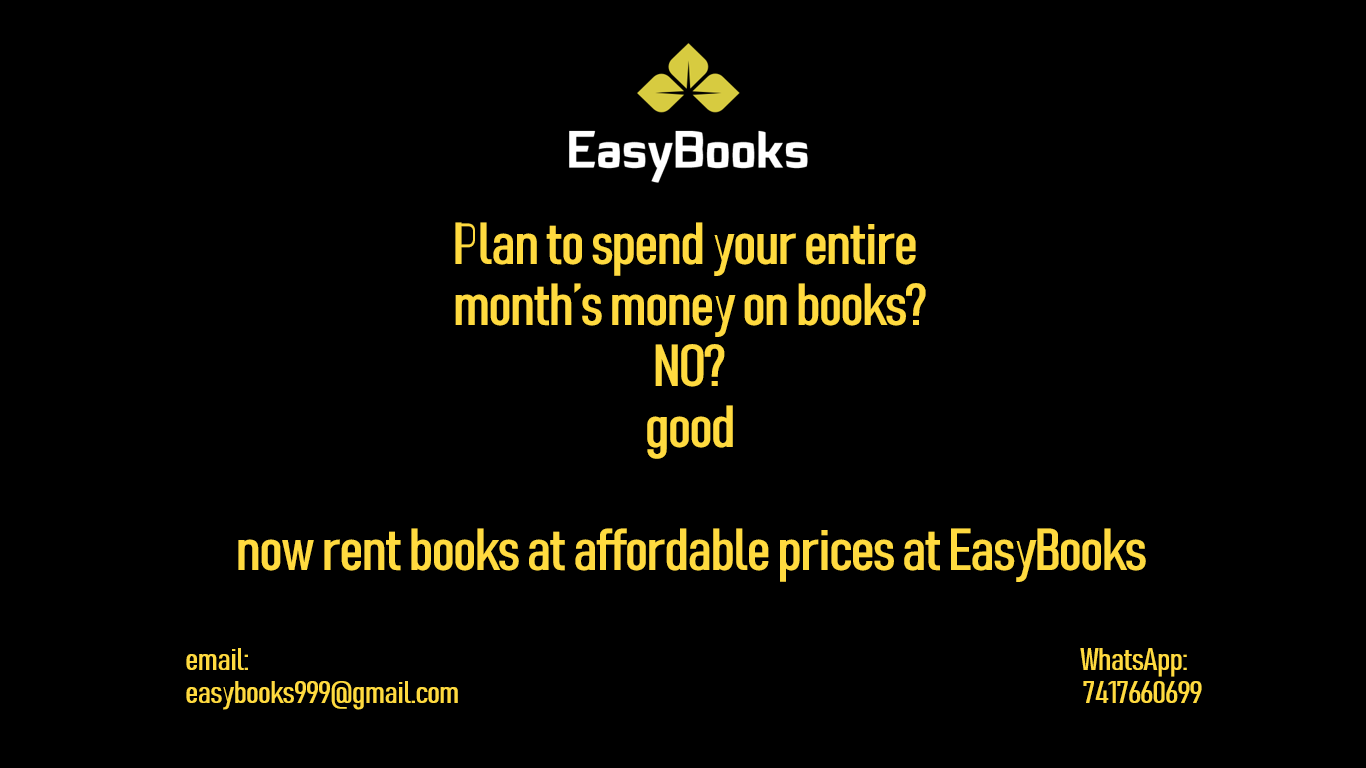 EasyBooks
Plan to spend your entire
month's money on books?
NO?
good
now rent books at affordable prices at EasyBooks
email:
easybooks999@gmail.com
WhatsApp:
7417660699